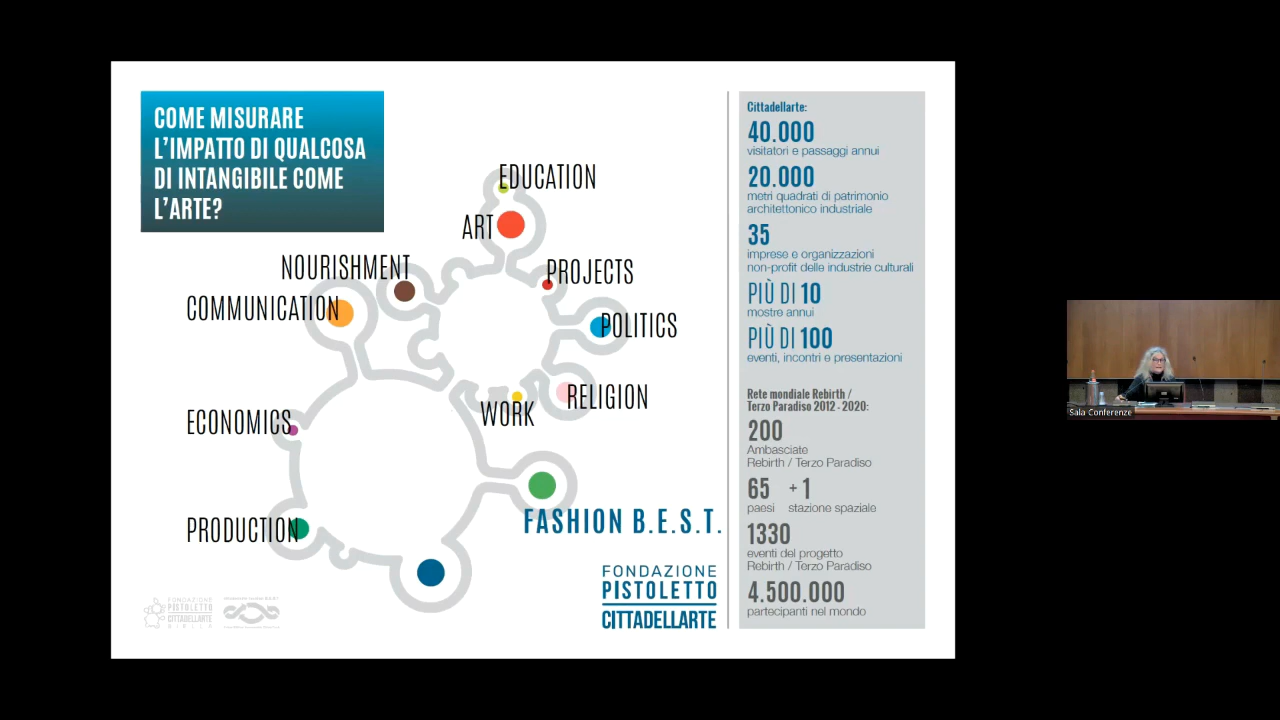 COME MISURARE
L'IMPATTO DI QUALCOSA
DI INTANGIBILE COME
L'ARTE?
EDUCATION
ART
NOURISHMENT
PROJECTS
COMMUNICATION
POLITICS
RELIGION
WORK
ECONOMICS
PRODUCTION
FASHION B.E.S.T.
FONDAZIONE
PISTOLETTO
CITTADELLARTE
FONDAZIONE
PISTOLETTO
CITTADELLARTE
BIELLA
Cittadellarte:
40.000
visitatori e passaggi annui
20.000
metri quadrati di patrimonio
architettonico industriale
35
imprese e organizzazioni
non-profit delle industrie culturali
PIÙ DI 10
mostre annui
PIÙ DI 100
eventi, incontri e presentazioni
Rete mondiale Rebirth /
Terzo Paradiso 2012 - 2020:
200
Ambasciate
Rebirth / Terzo Paradiso
65 +1
paesi stazione spaziale
1330
eventi del progetto
Rebirth / Terzo Paradiso
4.500.000
partecipanti nel mondo
Sala Conferenze